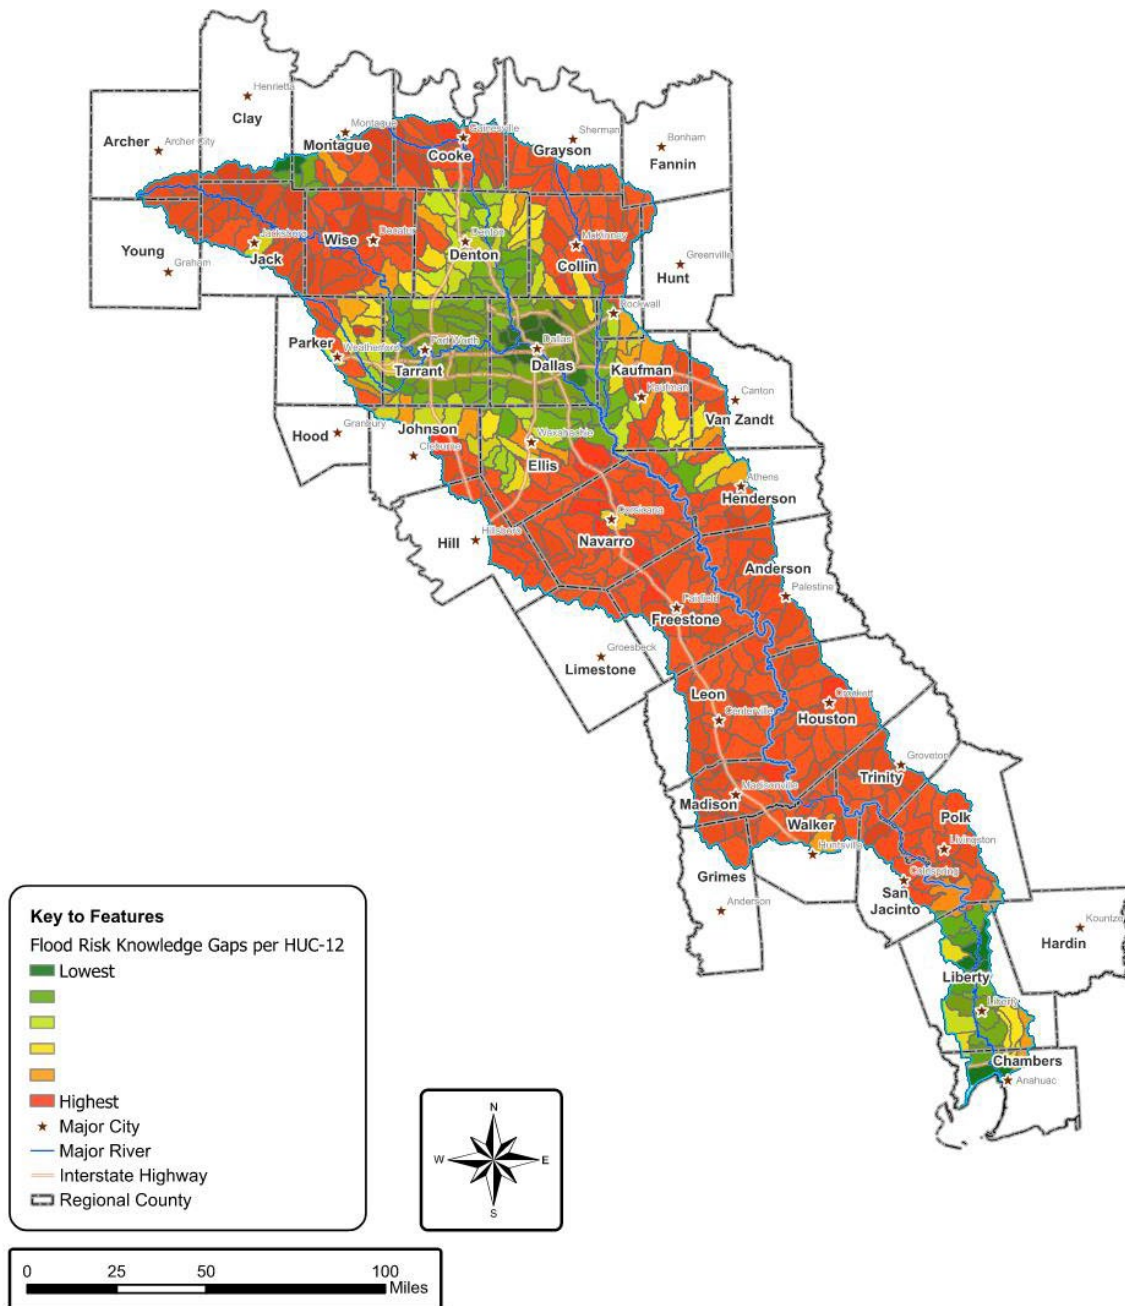 Henrietta
Clay
Archer
Archer City
Montague
Montague
Gainesville
Cooke
Sherman
Grayson
Bonham
Fannin
Young
Graham
Jacksboro
Jack
Wise
Decatur
Denton
Denton
McKinney
Collin
Greenville
Hunt
Rockwall
Parker
Weatherford
Fort Worth
Tarrant
Dallas
Dallas
Kaufman
Kaufman
Canton
Van Zandt
Hood
Granbury
Johnson
Cleburne
Waxahachie
Ellis
Athens
Henderson
Hill
Hillsboro
Corsicana
Navarro
Anderson
Palestine
Fairfield
Freestone
Groesbeck
Limestone
Leon
Centerville
Crockett
Houston
Groveton
Trinity
Madison
Madisonville
Walker
Huntsville
Polk
Livingston
Grimes
Anderson
Coldspring
San
Jacinto
Kountze
Hardin
Liberty
Liberty
Chambers
Anahuac
Key to Features
Flood Risk Knowledge Gaps per HUC-12
Lowest
Highest
Major City
Major River
Interstate Highway
Regional County
N
W
E
S
0 25 50 100
Miles